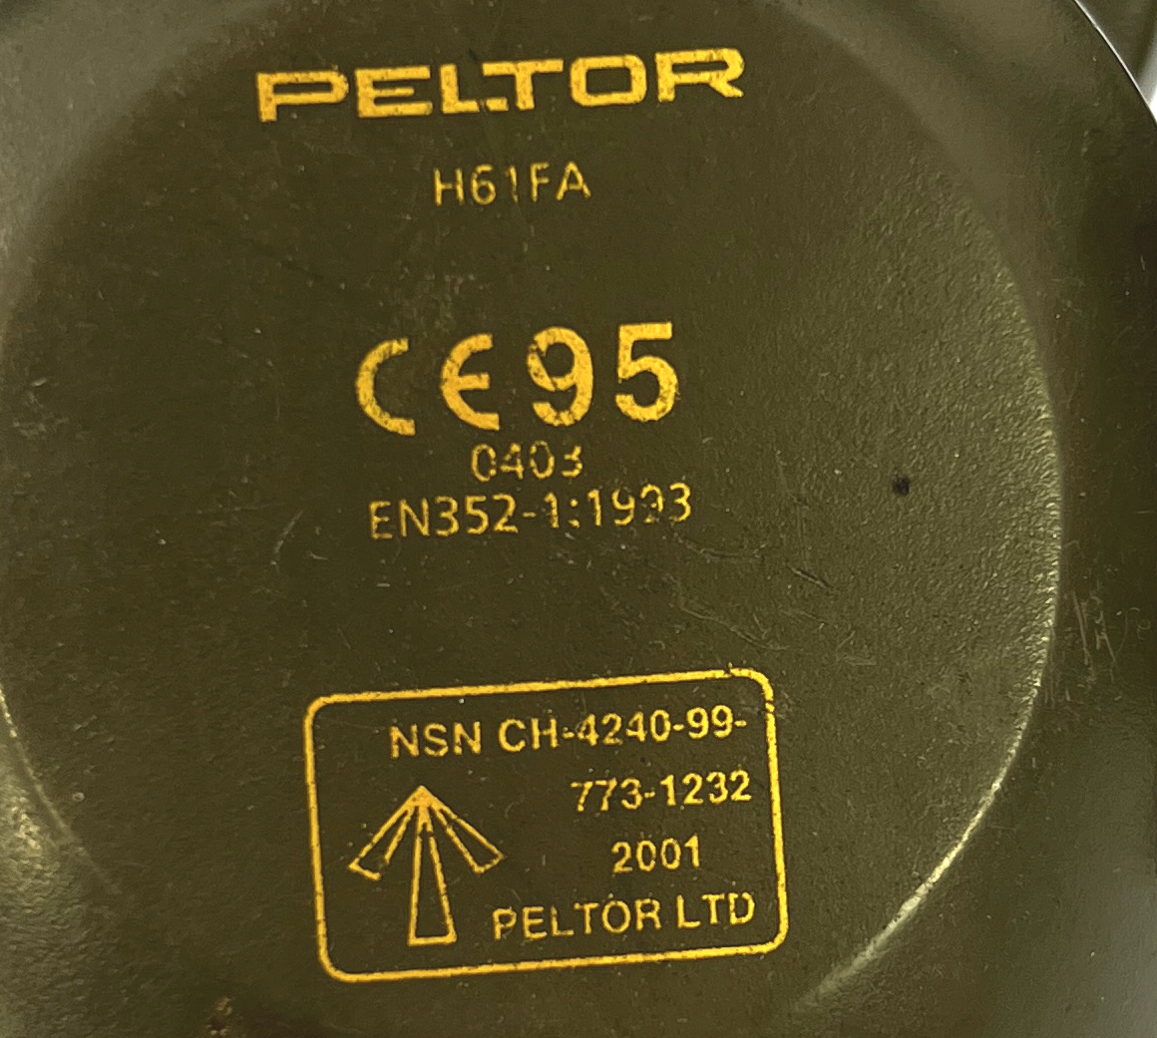 PELTOR
H61FA
CE95
0403
EN352-1:1993
NSN CH-4240-99-
773-1232
2001
PELTOR LTD